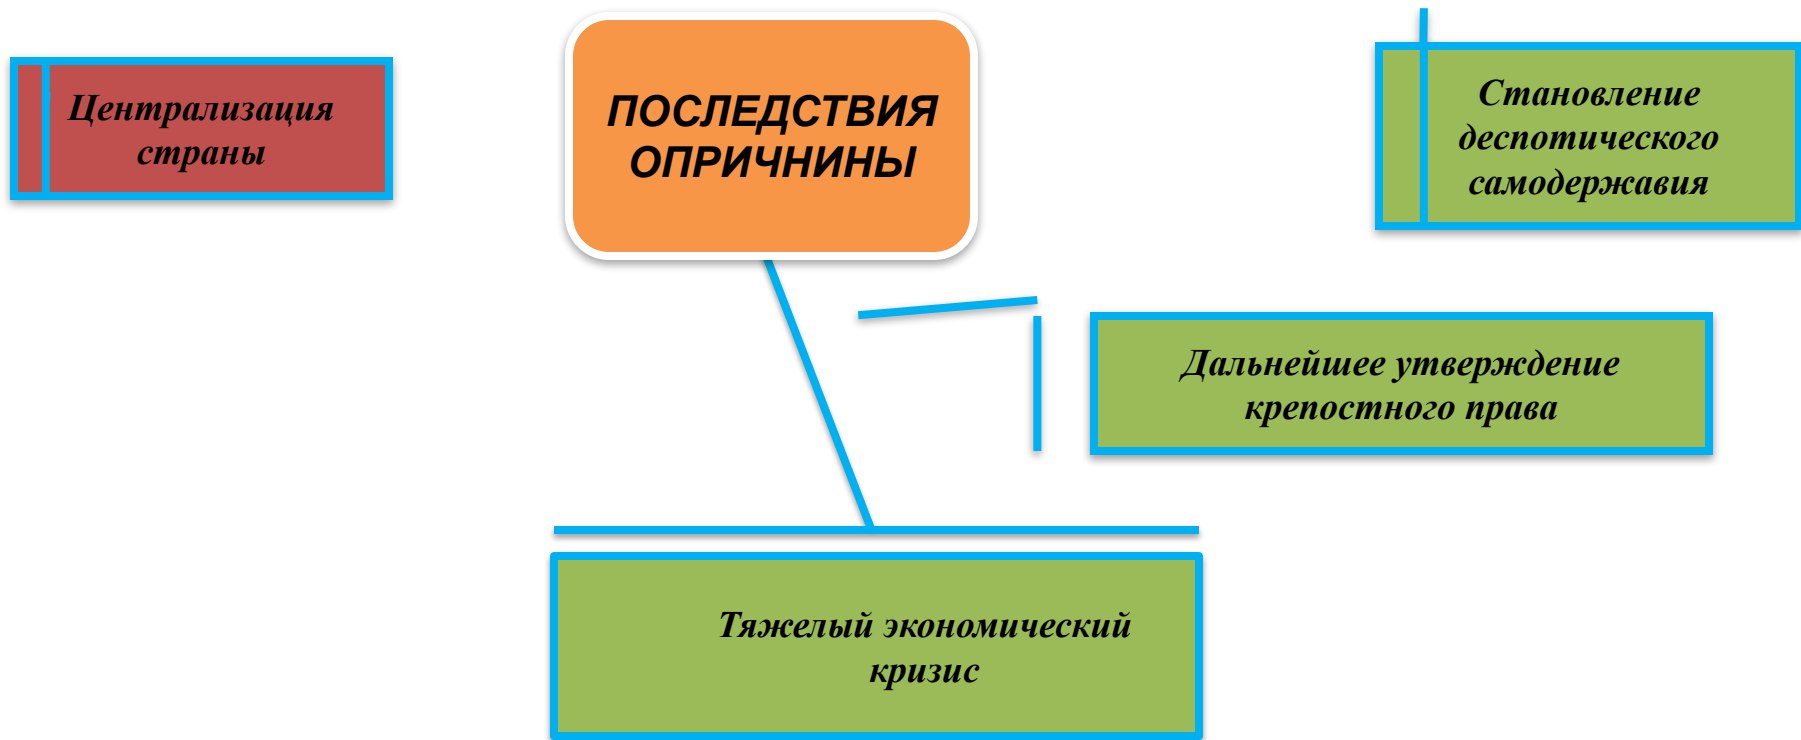 ПОСЛЕДСТВИЯ
ОПРИЧНИНЫ
Централизация
страны
Становление
деспотического
самодержавия
Дальнейшее утверждение
крепостного права
Тяжелый экономический
кризис